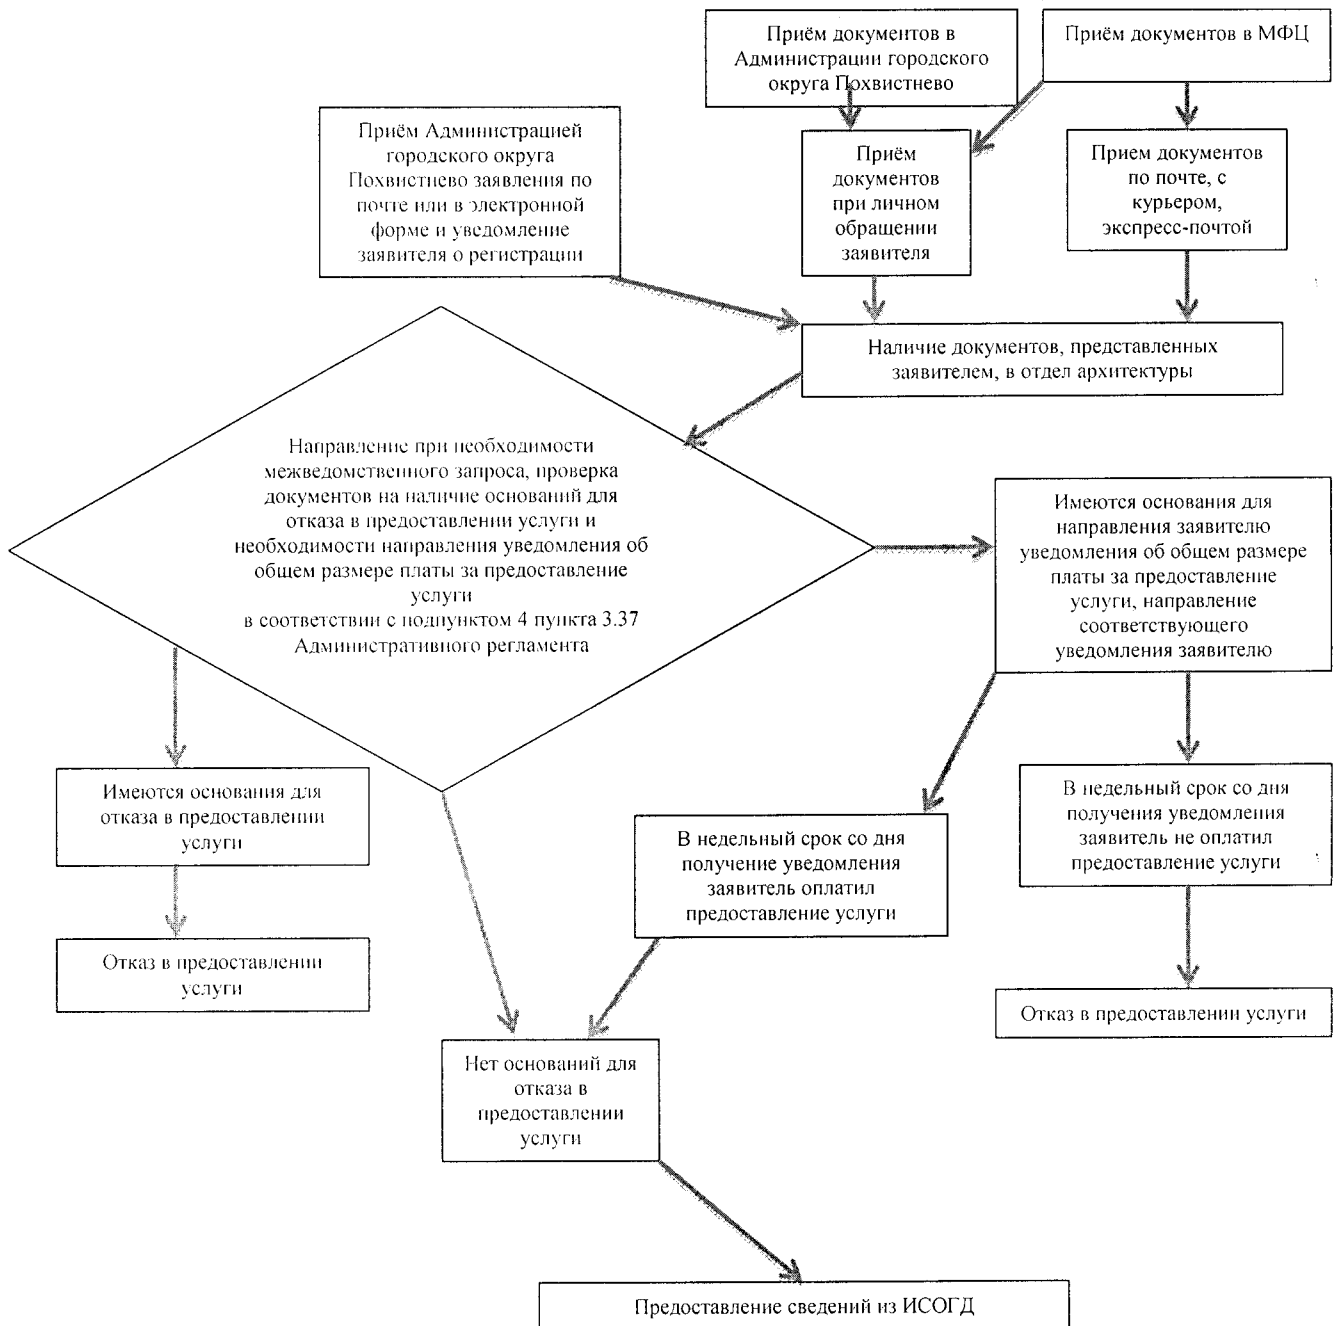 Приём документов в
Администрации городского
округа Похвистнево
Приём документов в МФЦ
Приём Администрацией
городского округа
Похвистнево заявления по
почте или в электронной
форме и уведомление
заявителя о регистрации
Приём
документов
при личном
обращении
заявителя
Прием документов
по почте, с
курьером,
экспресс-почтой
Наличие документов, представленных
заявителем, в отдел архитектуры
Направление при необходимости
межведомственного запроса, проверка
документов на наличие оснований для
отказа в предоставлении услуги и
необходимости направления уведомления об
общем размере платы за предоставление
услуги
в соответствии с подпунктом 4 пункта 3.37
Административного регламента
Имеются основания для
направления заявителю
уведомления об общем размере
платы за предоставление
услуги, направление
соответствующего
уведомления заявителю
Имеются основания для
отказа в предоставлении
услуги
В недельный срок со дня
получение уведомления
заявитель оплатил
предоставление услуги
В недельный срок со дня
получения уведомления
заявитель не оплатил
предоставление услуги
Отказ в предоставлении
услуги
Отказ в предоставлении услуги
Нет оснований для
отказа в
предоставлении
услуги
Предоставление сведений из ИСОГД